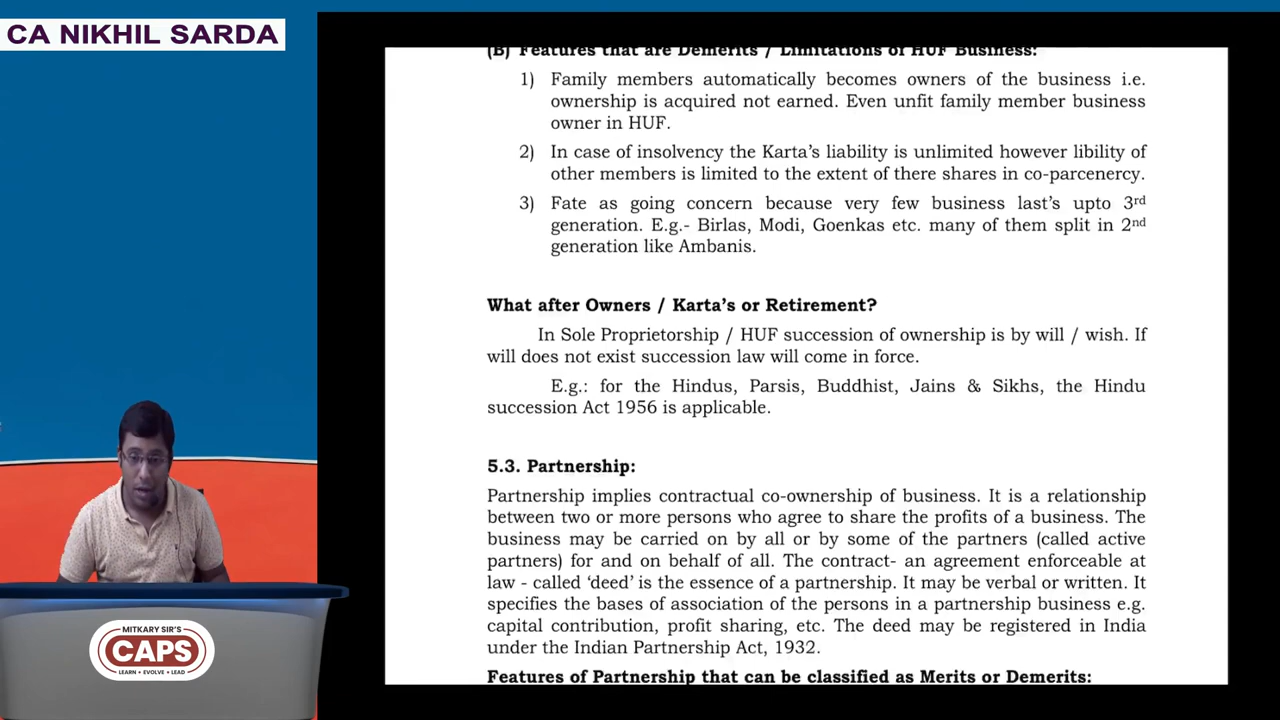 CA NIKHIL SARDA
(B) Features that are Demerits / Limitations of HUF Business:
1) Family members automatically becomes owners of the business i.e.
ownership is acquired not earned. Even unfit family member business
owner in HUF.
2) In case of insolvency the Karta's liability is unlimited however libility of
other members is limited to the extent of there shares in co-parcenercy.
3) Fate as going concern because very few business last's upto 3rd
generation. E.g.- Birlas, Modi, Goenkas etc. many of them split in 2nd
generation like Ambanis.
What after Owners / Karta's or Retirement?
In Sole Proprietorship / HUF succession of ownership is by will / wish. If
will does not exist succession law will come in force.
E.g.: for the Hindus, Parsis, Buddhist, Jains & Sikhs, the Hindu
succession Act 1956 is applicable.
5.3. Partnership:
Partnership implies contractual co-ownership of business. It is a relationship
between two or more persons who agree to share the profits of a business. The
business may be carried on by all or by some of the partners (called active
partners) for and on behalf of all. The contract- an agreement enforceable at
law - called 'deed' is the essence of a partnership. It may be verbal or written. It
specifies the bases of association of the persons in a partnership business e.g.
capital contribution, profit sharing, etc. The deed may be registered in India
under the Indian Partnership Act, 1932.
Features of Partnership that can be classified as Merits or Demerits:
MITKARY SIR'S
CAPS
LEARN • EVOLVE • LEAD